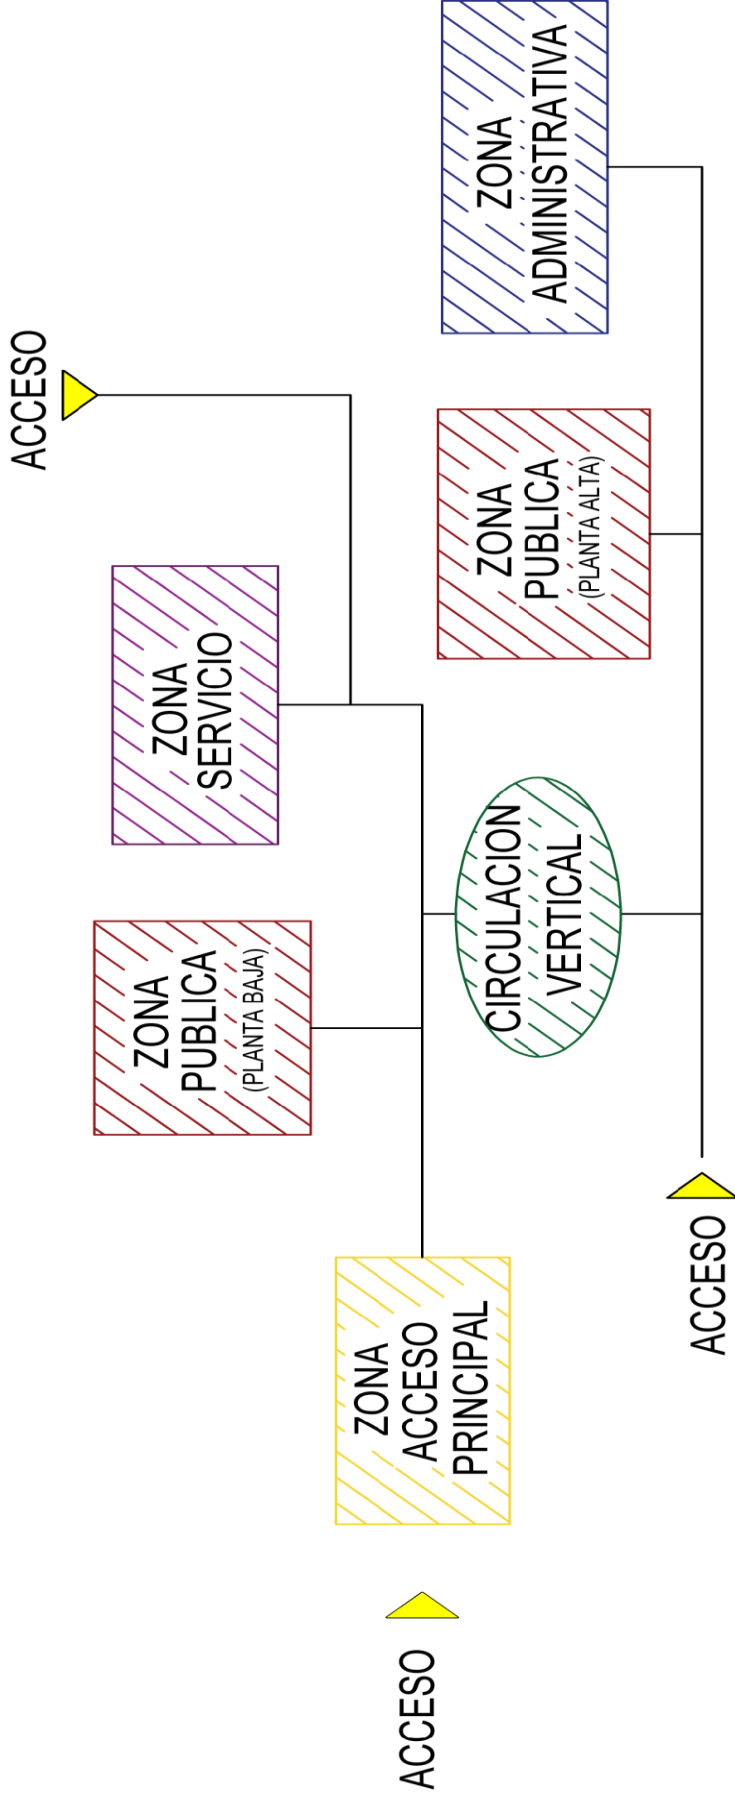 ACCESO
ZONA
ACCESO
PRINCIPAL
ZONA
PUBLICA
(PLANTA BAJA)
ZONA
SERVICIO
ACCESO
CIRCULACION
VERTICAL
ACCESO
ZONA
PUBLICA
(PLANTA ALTA)
ZONA
ADMINISTRATIVA